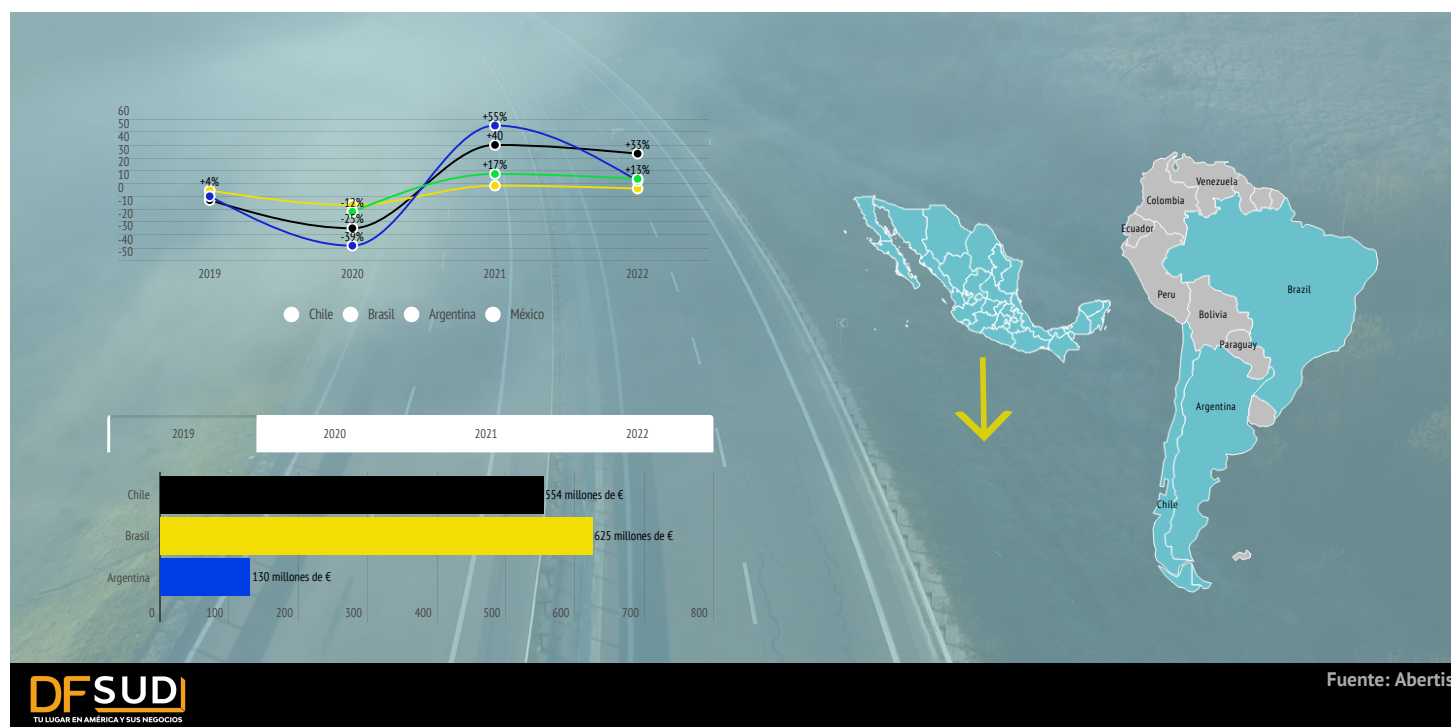 60
50
40
30
20
10
0
-10
-20
-30
-40
-50
+4%
-12%
-25%
-39%
+55%
+40
+17%
+33%
+13%
2019 2020 2021 2022
Chile Brasil Argentina México
2019 2020 2021 2022
Chile 554 millones de €
Brasil 625 millones de €
Argentina 130 millones de €
0 100 200 300 400 500 600 700 800
Venezuela
Colombia
Ecuador
Peru
Brazil
Bolivia
Paraguay
Argentina
Chile
DFSUD
TU LUGAR EN AMÉRICA Y SUS NEGOCIOS
Fuente: Abertis